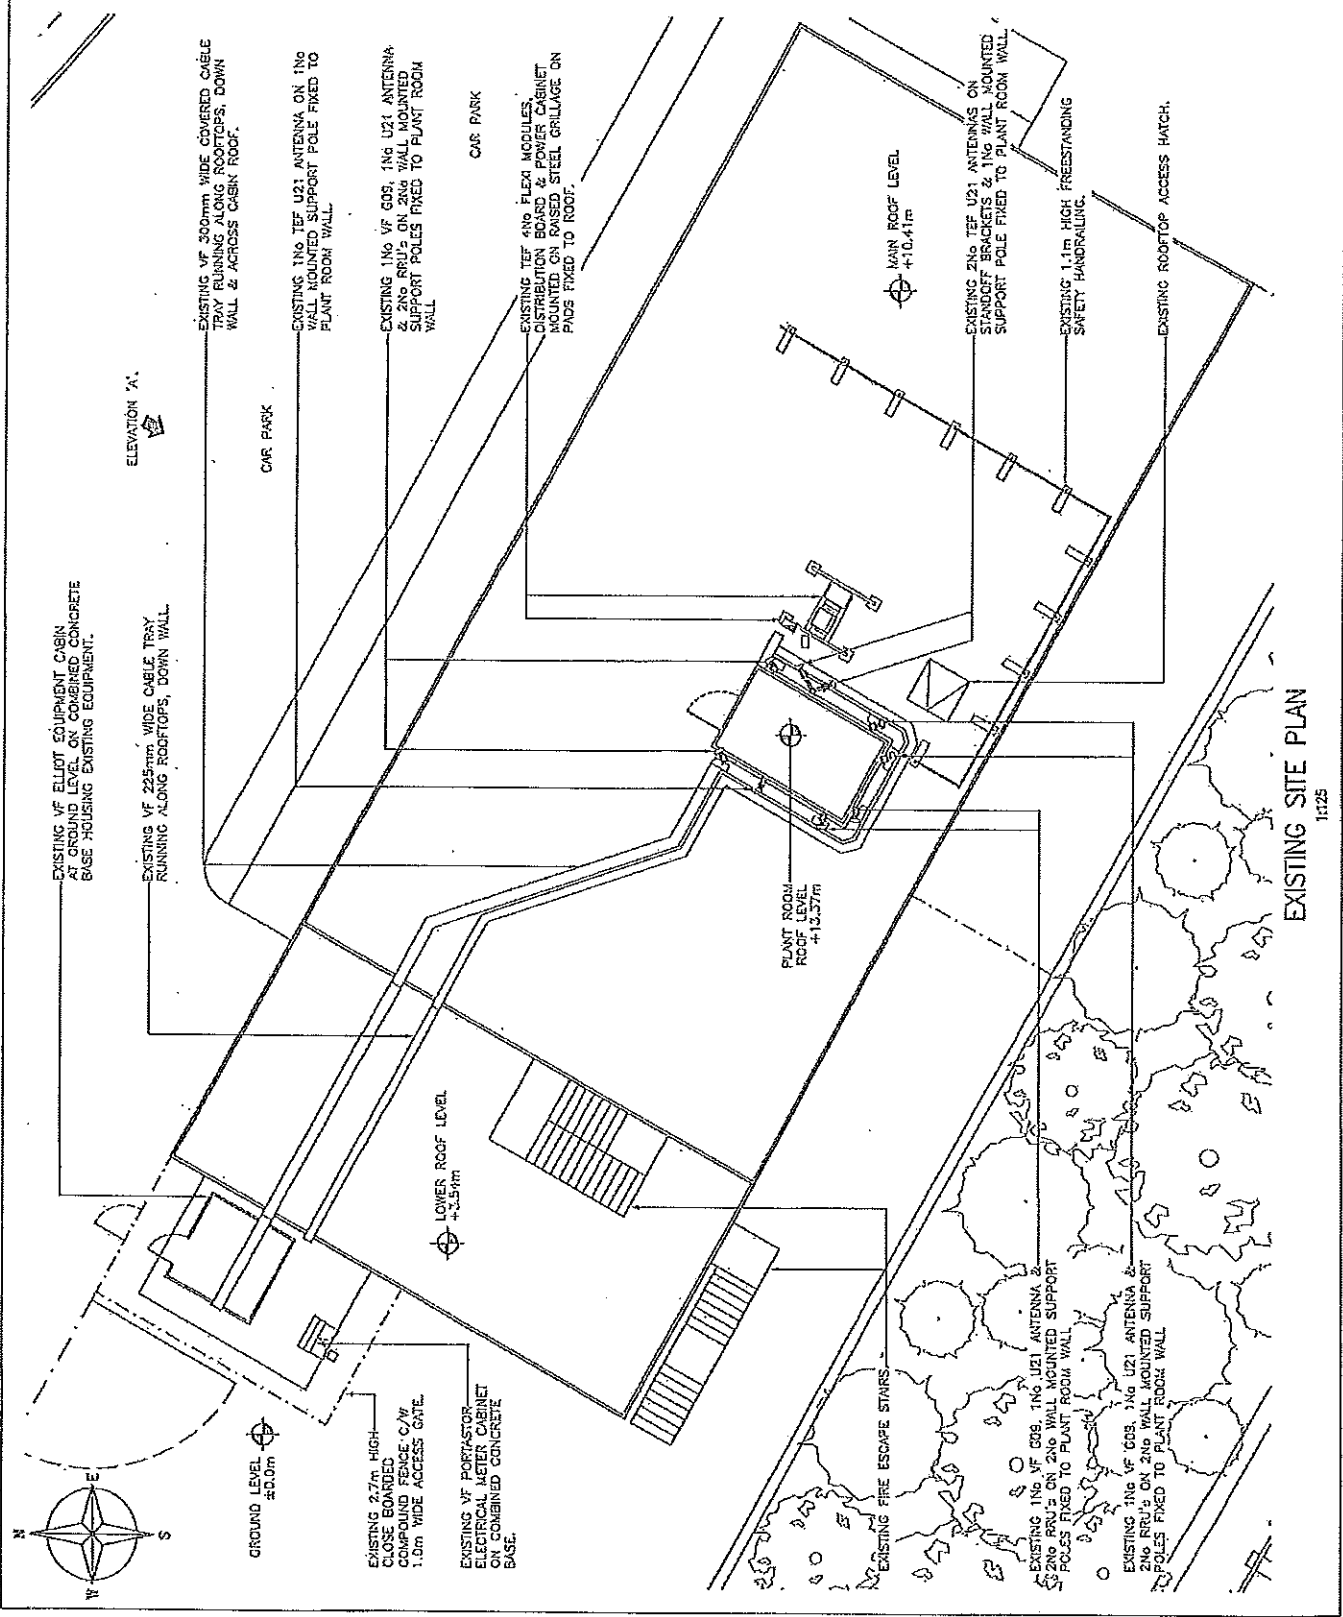 EXISTING VF ELLIOT EQUIPMENT CABIN
AT GROUND LEVEL ON COMBINED CONCRETE
BASE HOUSING EXISTING EQUIPMENT.
EXISTING VF 225mm WIDE CABLE TRAY
RUNNING ALONG ROOFTOPS, DOWN WALL.
ELEVATION 'A'.
CAR PARK
EXISTING VF 300mm WIDE COVERED CABLE
TRAY RUNNING ALONG ROOFTOPS, DOWN
WALL & ACROSS CABIN ROOF.
EXISTING 1No TEF U21 ANTENNA ON 1No
WALL MOUNTED SUPPORT POLE FIXED TO
PLANT ROOM WALL.
EXISTING 1No VF G09, 1No U21 ANTENNA
& 2No RRU's ON 2No WALL MOUNTED
SUPPORT POLES FIXED TO PLANT ROOM
WALL
CAR PARK
EXISTING TEF 4No FLEXI MODULES,
DISTRIBUTION BOARD & POWER CABINET
MOUNTED ON RAISED STEEL GRILLAGE ON
PADS FIXED TO ROOF.
MAIN ROOF LEVEL
+10.41m
EXISTING 2No TEF U21 ANTENNAS ON
STANDOFF BRACKETS & 1No WALL MOUNTED
SUPPORT POLE FIXED TO PLANT ROOM WALL.
EXISTING 1.1m HIGH FREESTANDING
SAFETY HANDRAILING.
EXISTING ROOFTOP ACCESS HATCH.
PLANT ROOM
ROOF LEVEL
+13.37m
LOWER ROOF LEVEL
+3.54m
N
E
S
W
GROUND LEVEL
±0.0m
EXISTING 2.7m HIGH
CLOSE BOARDED
COMPOUND FENCE C/W
1.0m WIDE ACCESS GATE.
EXISTING VF PORTASTOR
ELECTRICAL METER CABINET
ON COMBINED CONCRETE
BASE.
EXISTING FIRE ESCAPE STAIRS.
EXISTING 1No VF G09, 1No U21 ANTENNA &
2No RRU's ON 2No WALL MOUNTED SUPPORT
POLES FIXED TO PLANT ROOM WALL
EXISTING 1No VF G09, 1No U21 ANTENNA &
2No RRU's ON 2No WALL MOUNTED SUPPORT
POLES FIXED TO PLANT ROOM WALL
EXISTING SITE PLAN
1:125